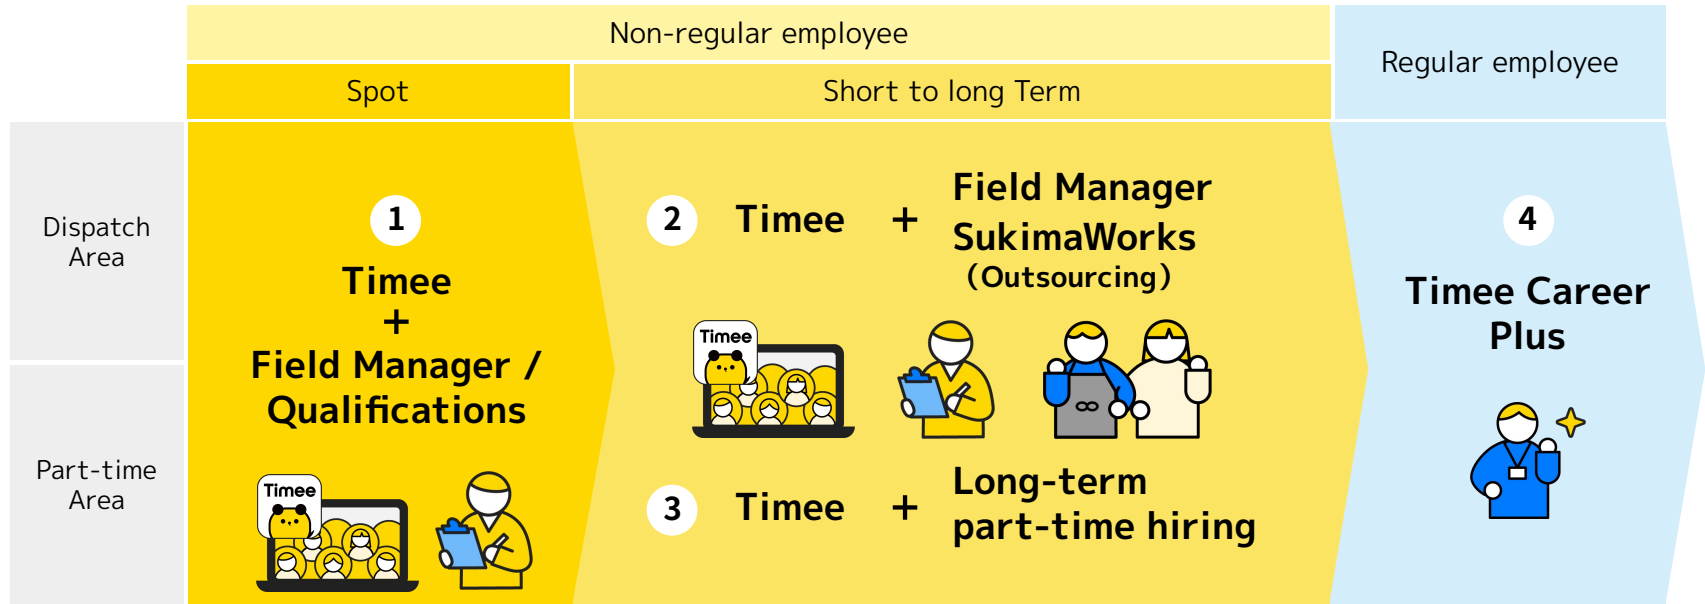 Non-regular employee
Regular employee
Spot
Short to long Term
Dispatch
Area
Part-time
Area
1
Timee
+
Field Manager /
Qualifications
Timee
2
Timee
+
Field Manager
SukimaWorks
(Outsourcing)
Timee
3
Timee
+
Long-term
part-time hiring
4
Timee Career
Plus